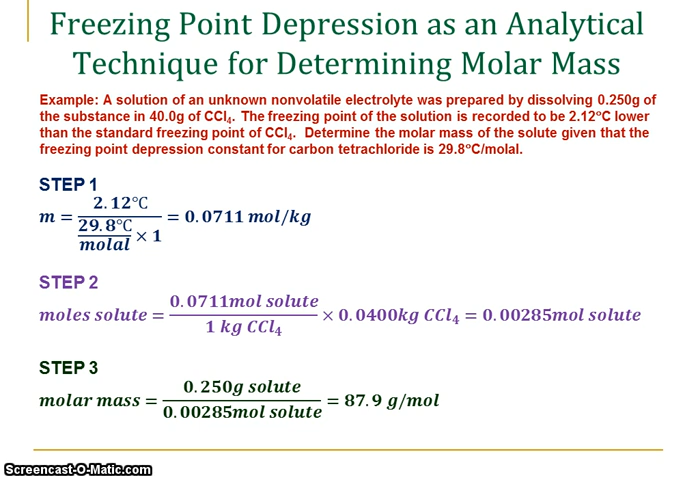 Freezing Point Depression as an Analytical
Technique for Determining Molar Mass
Example: A solution of an unknown nonvolatile electrolyte was prepared by dissolving 0.250g of
the substance in 40.0g of CCl₄. The freezing point of the solution is recorded to be 2.12ºC lower
than the standard freezing point of CCl₄. Determine the molar mass of the solute given that the
freezing point depression constant for carbon tetrachloride is 29.8ºC/molal.
STEP 1
2.12°C
m = ‾‾‾ = 0.0711 mol/kg
29.8°C
molal × 1
STEP 2
0.0711mol solute
moles solute = ‾‾‾ × 0.0400kg CCl₄ = 0.00285mol solute
1 kg CCl₄
STEP 3
0.250g solute
molar mass = ‾‾‾ = 87.9 g/mol
0.00285mol solute
Screencast-O-Matic.com